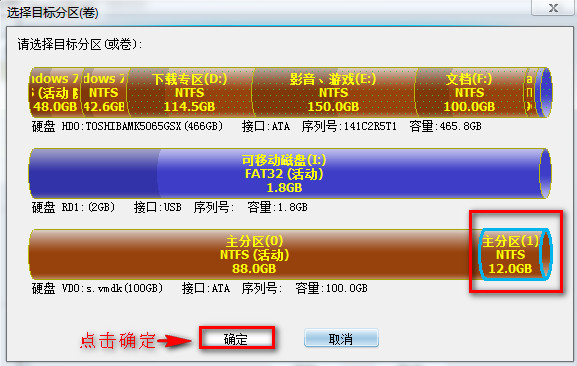 选择目标分区(卷)
请选择目标分区(或卷):
ndows 7 dows 7 下载专区(D:) 影音、游戏(E:) 文档(F:)
NTFS NTFS NTFS NTFS
48.0GB 42.6GB 114.5GB 150.0GB 100.0GB
硬盘 HD0:TOSHIBAMK5065GSX(466GB) 接口:ATA 序列号:141C2R5T1 容量:465.8GB
可移动磁盘(I:)
FAT32 (活动)
1.8GB
硬盘 RD1:(2GB) 接口:USB 序列号: 容量:1.8GB
主分区(0) 主分区(1)
NTFS (活动) NTFS
88.0GB 12.0GB
硬盘 VD0:s.vmdk(100GB) 接口:ATA 序列号: 容量:100.0GB
点击确定 确定 取消